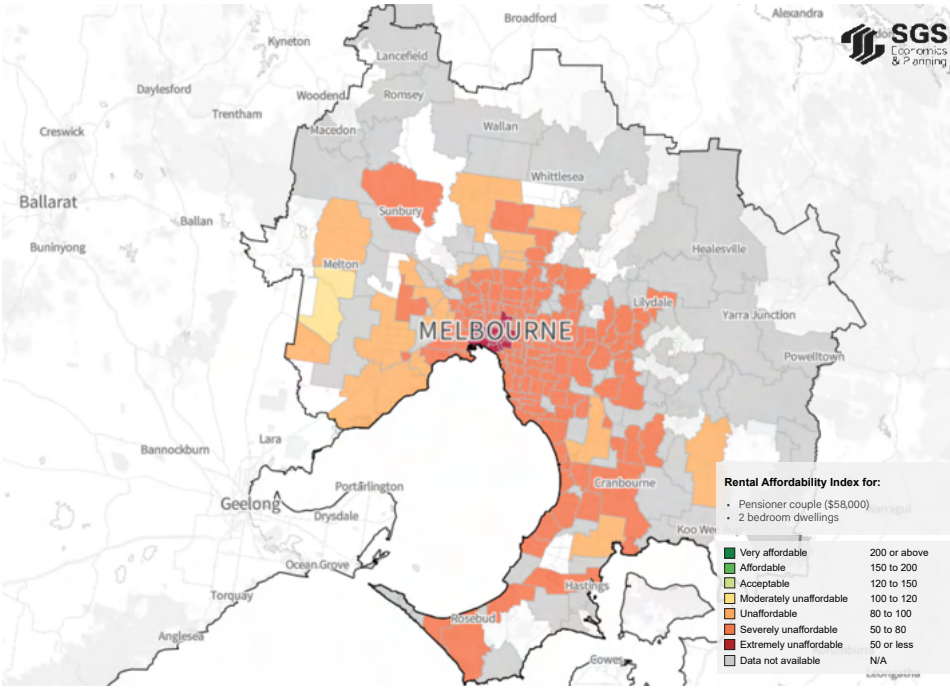 Alexandra
Broadford
SGS
Economics
& Planning
Kyneton
Lancefield
Daylesford
Woodend
Romsey
Trentham
Creswick
Macedon
Wallan
Whittlesea
Ballarat
Sunbury
Ballan
Buninyong
Healesville
Melton
Lilydale
Yarra Junction
MELBOURNE
Powelltown
Lara
Bannockburn
Cranbourne
Portarlington
Geelong
Drysdale
Ocean Grove
Hastings
Torquay
Rosebud
Anglesea
Cowes
Rental Affordability Index for:
• Pensioner couple ($58,000)
• 2 bedroom dwellings
Very affordable 200 or above
Affordable 150 to 200
Acceptable 120 to 150
Moderately unaffordable 100 to 120
Unaffordable 80 to 100
Severely unaffordable 50 to 80
Extremely unaffordable 50 or less
Data not available N/A